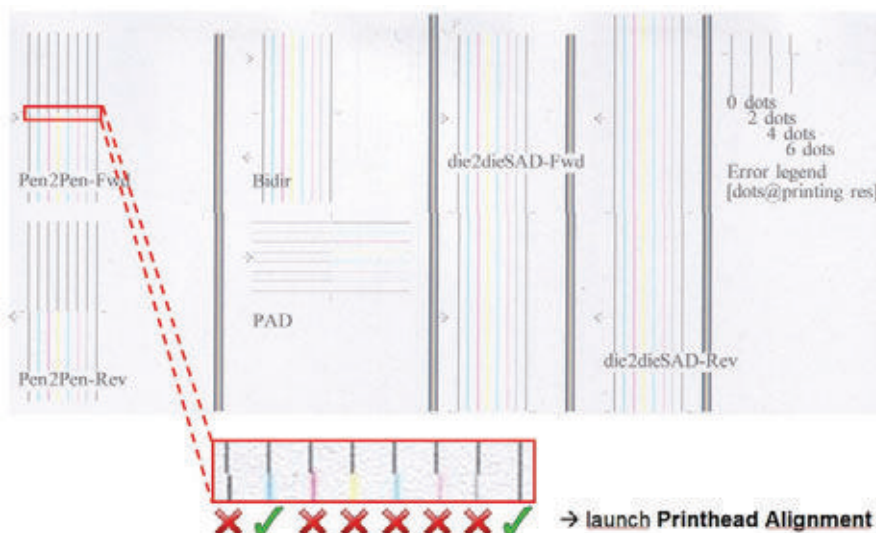 Pen2Pen-Fwd
Bidir
die2dieSAD-Fwd
0 dots
2 dots
4 dots
6 dots
Error legend
[dots@printing res]
PAD
Pen2Pen-Rev
die2dieSAD-Rev
→ launch Printhead Alignment